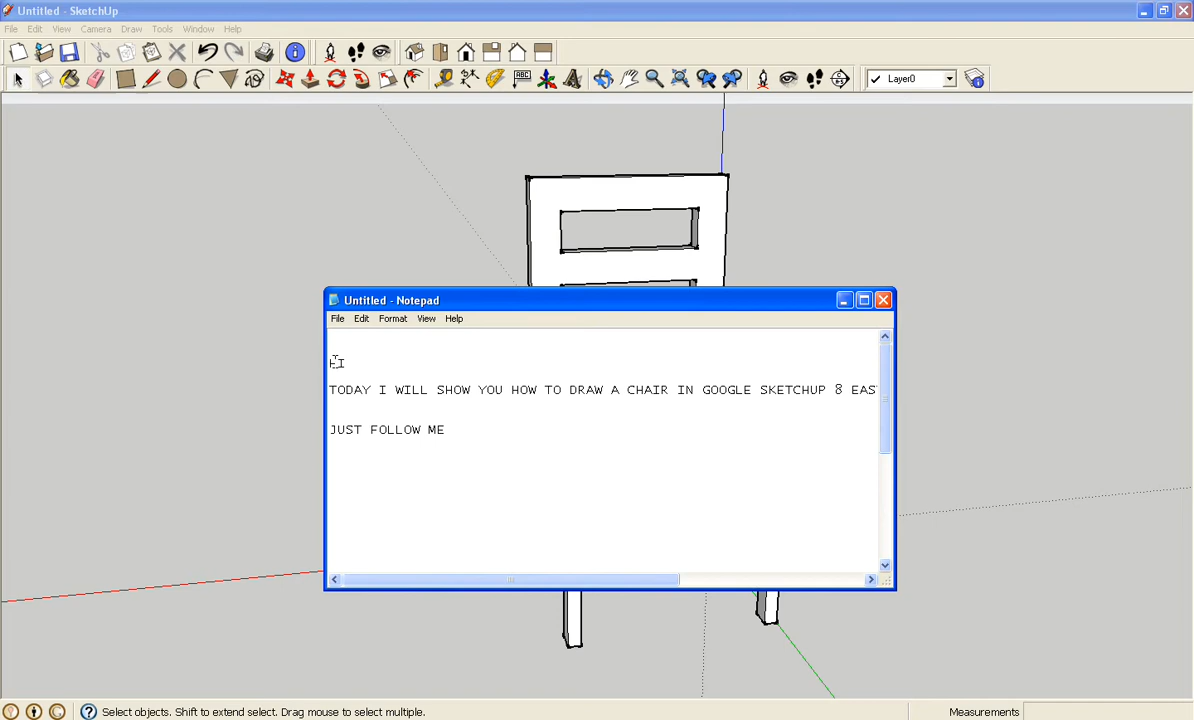 Untitled - SketchUp
File Edit View Camera Draw Tools Window Help
ABC Layer0
Untitled - Notepad
File Edit Format View Help
HI
TODAY I WILL SHOW YOU HOW TO DRAW A CHAIR IN GOOGLE SKETCHUP 8 EAS
JUST FOLLOW ME
Select objects. Shift to extend select. Drag mouse to select multiple. Measurements